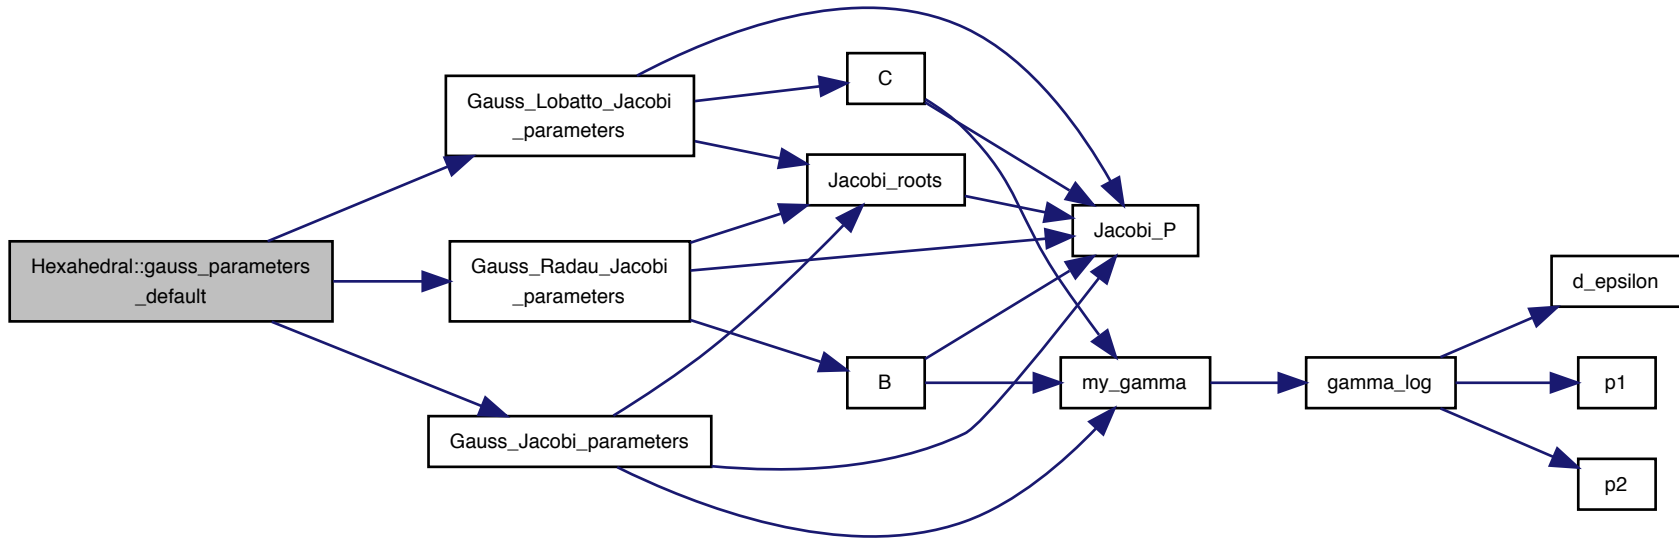 Hexahedral::gauss_parameters
_default
Gauss_Lobatto_Jacobi
_parameters
Gauss_Radau_Jacobi
_parameters
Gauss_Jacobi_parameters
C
Jacobi_roots
B
Jacobi_P
my_gamma
gamma_log
d_epsilon
p1
p2